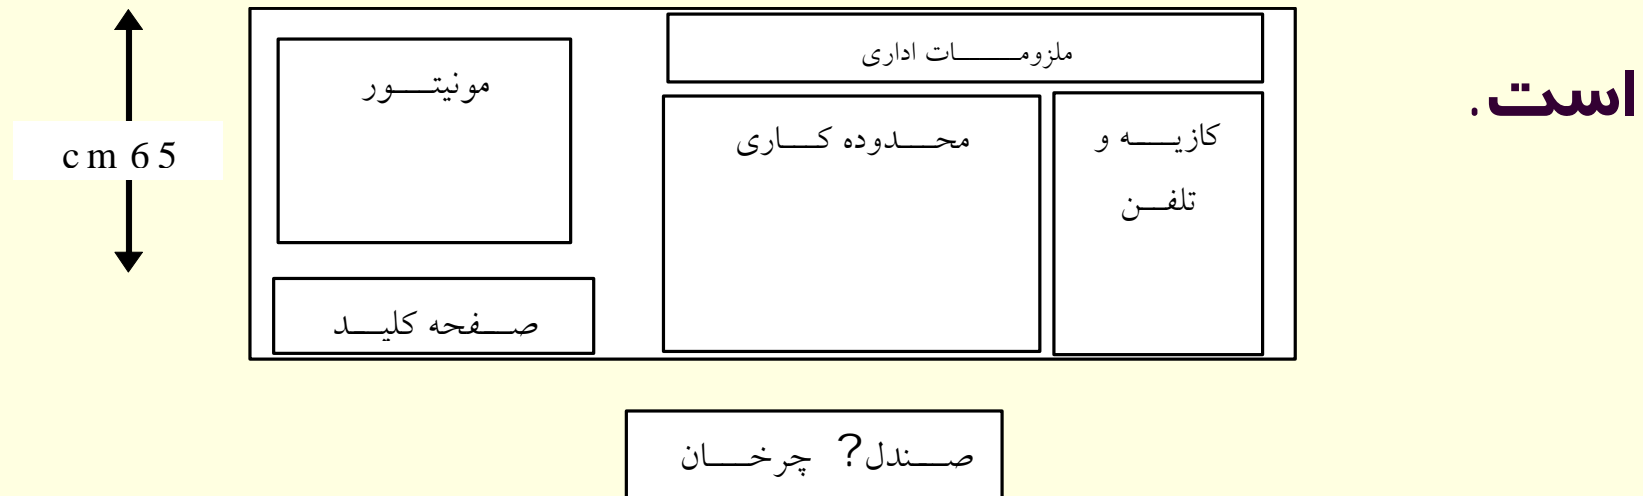 است.
ملزومات اداری
مونیتور
محدوده کاری
کازیه و
تلفن
cm 65
صفحه کلید
صندل? چرخان